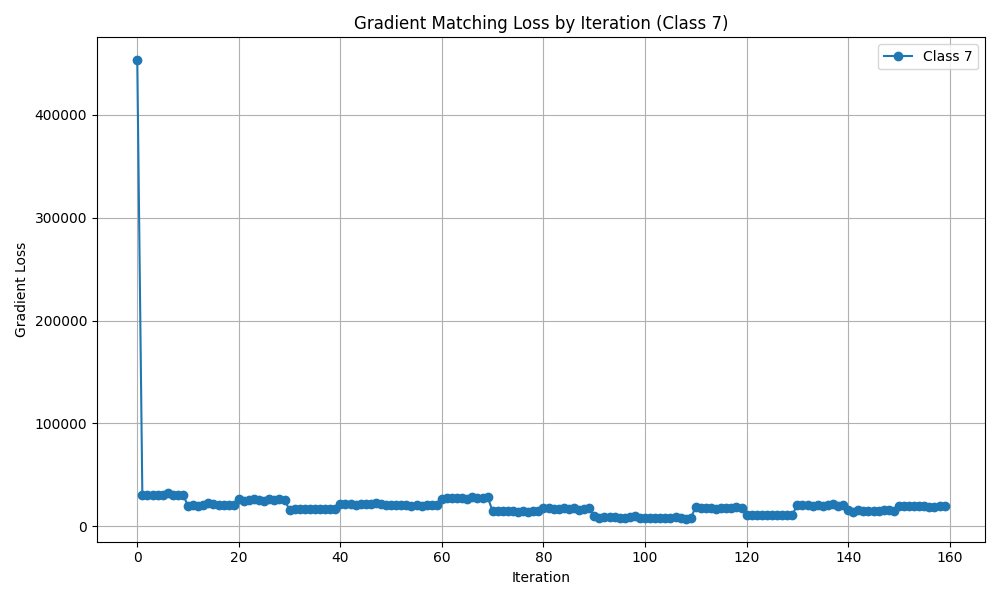 Gradient Matching Loss by Iteration (Class 7)
Class 7
400000
300000
200000
100000
0
Gradient Loss
0 20 40 60 80 100 120 140 160
Iteration